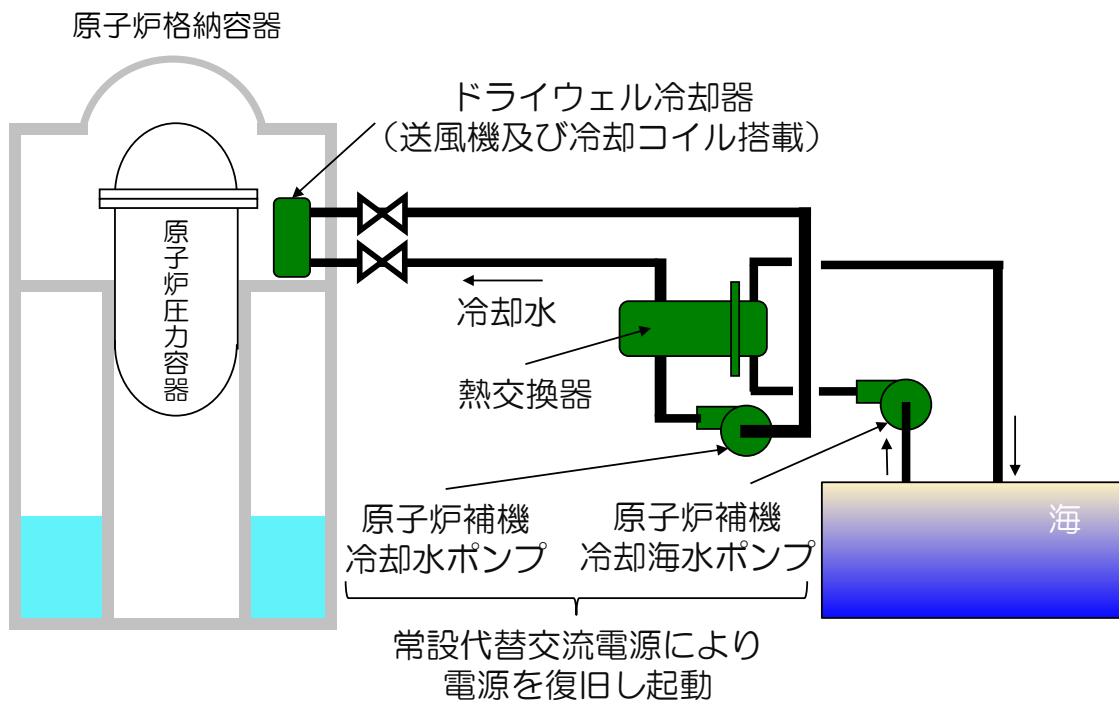 原子炉格納容器
ドライウェル冷却器
（送風機及び冷却コイル搭載）
原子炉圧力容器
冷却水
熱交換器
原子炉補機
冷却水ポンプ
原子炉補機
冷却海水ポンプ
海
常設代替交流電源により
電源を復旧し起動